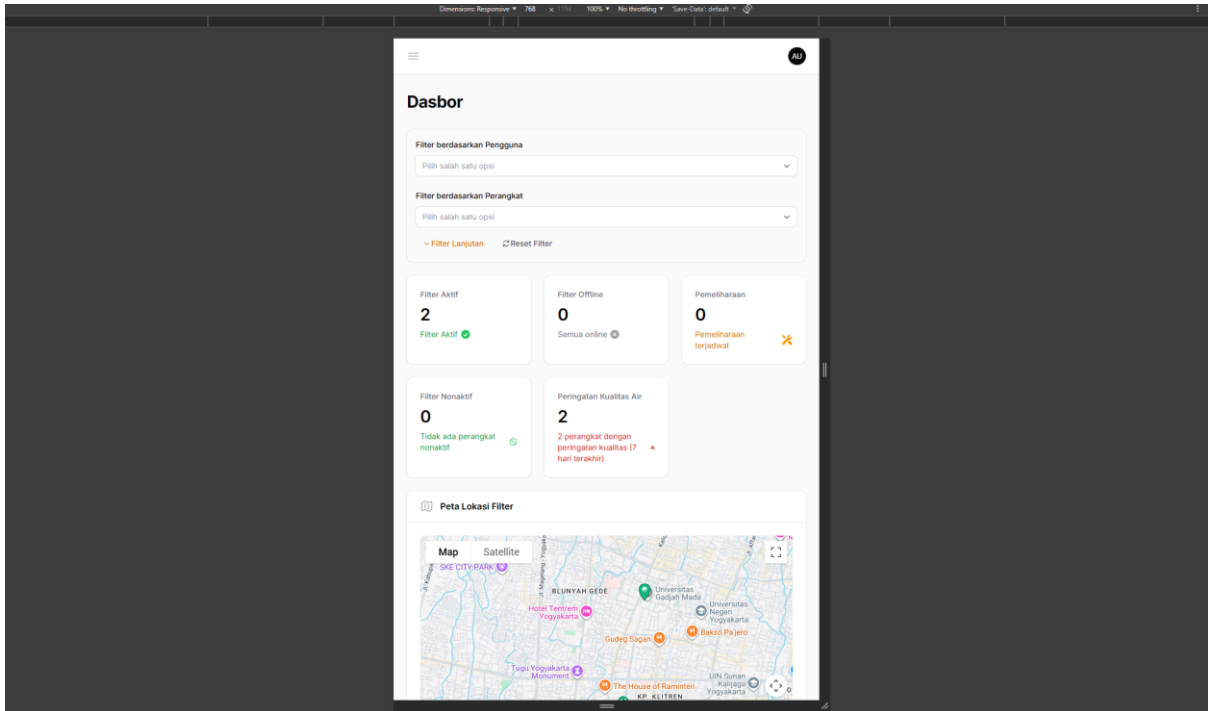 Dimensions: Responsive ▼ 768 x 1194 100% ▼ No throttling ▼ 'Save-Data': default ▼
AU
Dasbor
Filter berdasarkan Pengguna
Pilih salah satu opsi
Filter berdasarkan Perangkat
Pilih salah satu opsi
Filter Lanjutan Reset Filter
Filter Aktif
2
Filter Aktif
Filter Offline
0
Semua online
Pemeliharaan
0
Pemeliharaan
terjadwal
Filter Nonaktif
0
Tidak ada perangkat
nonaktif
Peringatan Kualitas Air
2
2 perangkat dengan
peringatan kualitas (7
hari terakhir)
Peta Lokasi Filter
Map Satellite
SKE CITY PARK
Jl. Magelang - Yogyaka
BLUNYAH GEDE
Universitas
Gadjah Mada
Hotel Tentrem
Yogyakarta
Universitas
Negeri
Yogyakarta
Gudeg Sagan
Bakso Pa'jero
Tugu Yogyakarta
Monument
The House of Raminten
UIN Sunan
Kalijaga
Yogyakarta
KP. KLITREN